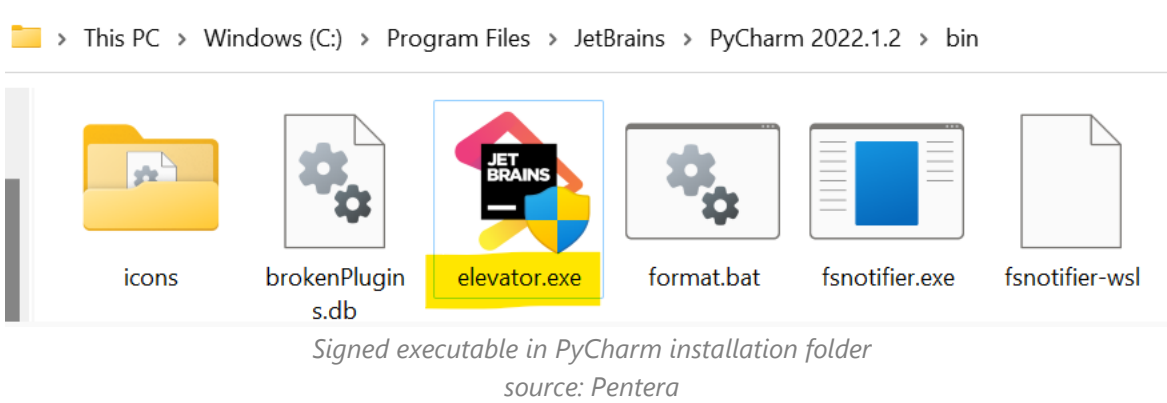 This PC > Windows (C:) > Program Files > JetBrains > PyCharm 2022.1.2 > bin
JET
BRAINS
icons
brokenPlugin
s.db
elevator.exe
format.bat
fsnotifier.exe
fsnotifier-wsl
Signed executable in PyCharm installation folder
source: Pentera